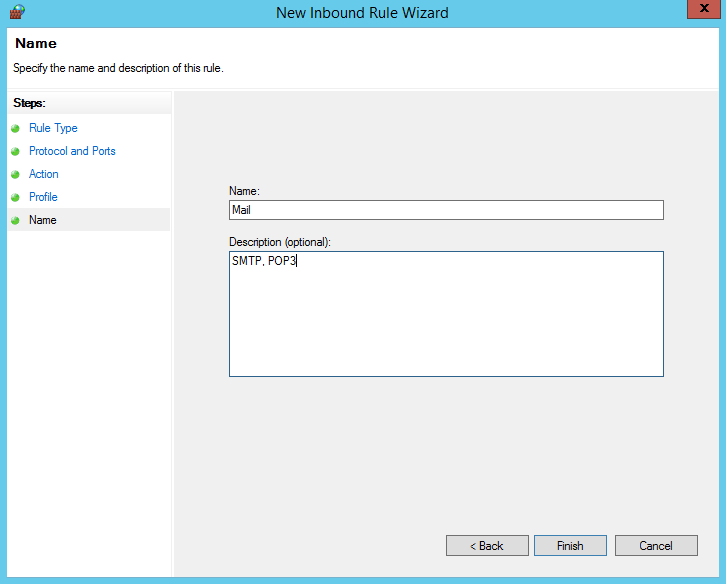 New Inbound Rule Wizard
x
Name
Specify the name and description of this rule.
Steps:
Rule Type
Protocol and Ports
Action
Profile
Name
Name:
Mail
Description (optional):
SMTP, POP3
< Back
Finish
Cancel